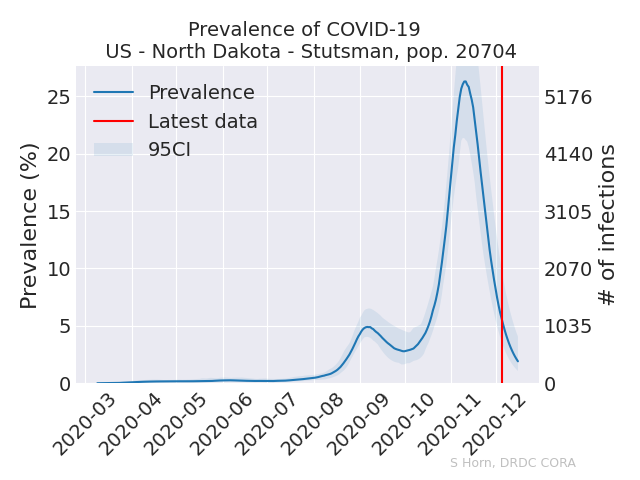 Prevalence of COVID-19
US - North Dakota - Stutsman, pop. 20704
Prevalence
Latest data
95CI
Prevalence (%)
25
20
15
10
5
0
5176
4140
3105
2070
1035
0
# of infections
2020-03
2020-04
2020-05
2020-06
2020-07
2020-08
2020-09
2020-10
2020-11
2020-12
S Horn, DRDC CORA